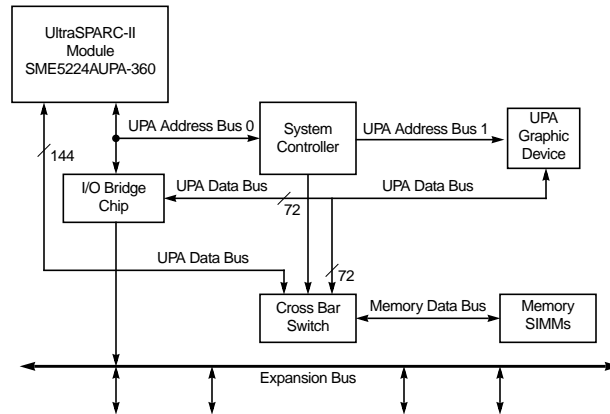 UltraSPARC-II
Module
SME5224AUPA-360
UPA Address Bus 0
System
Controller
UPA Address Bus 1
UPA
Graphic
Device
144
I/O Bridge
Chip
UPA Data Bus
72
UPA Data Bus
UPA Data Bus
72
Cross Bar
Switch
Memory Data Bus
Memory
SIMMs
Expansion Bus